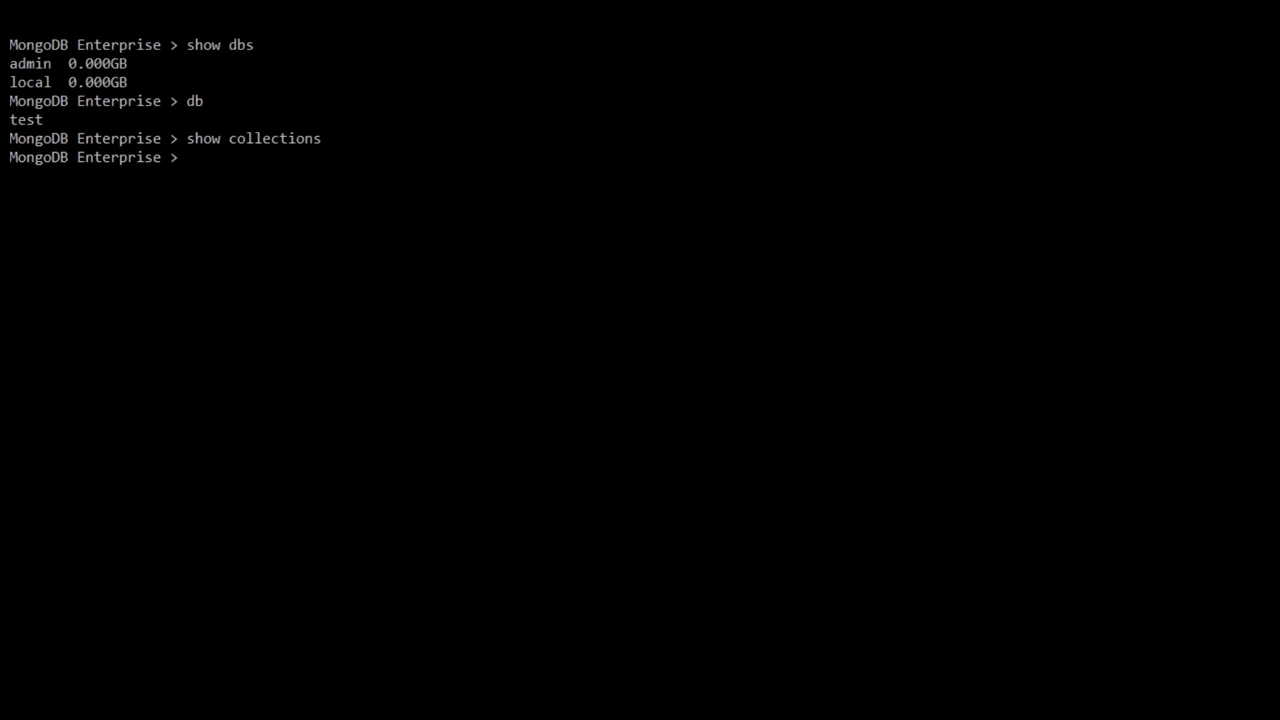 MongoDB Enterprise > show dbs
admin  0.000GB
local  0.000GB
MongoDB Enterprise > db
test
MongoDB Enterprise > show collections
MongoDB Enterprise >